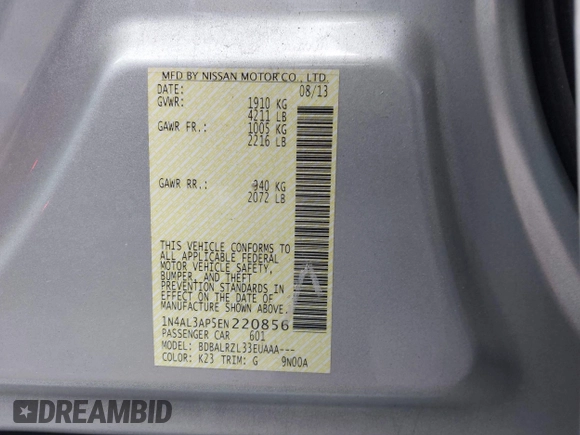 MFD BY NISSAN MOTOR CO., LTD.
DATE: 08/13
GVWR: 1910 KG
4211 LB
GAWR FR.: 1005 KG
2216 LB
GAWR RR.: 940 KG
2072 LB
THIS VEHICLE CONFORMS TO
ALL APPLICABLE FEDERAL
MOTOR VEHICLE SAFETY,
BUMPER, AND THEFT
PREVENTION STANDARDS IN
EFFECT ON THE DATE OF
MANUFACTURE SHOWN ABOVE.
1N4AL3AP5EN220856
PASSENGER CAR 601
MODEL: BDBALRZL33EUAAA---
COLOR: K23 TRIM: G 9N00A
DREAMBID